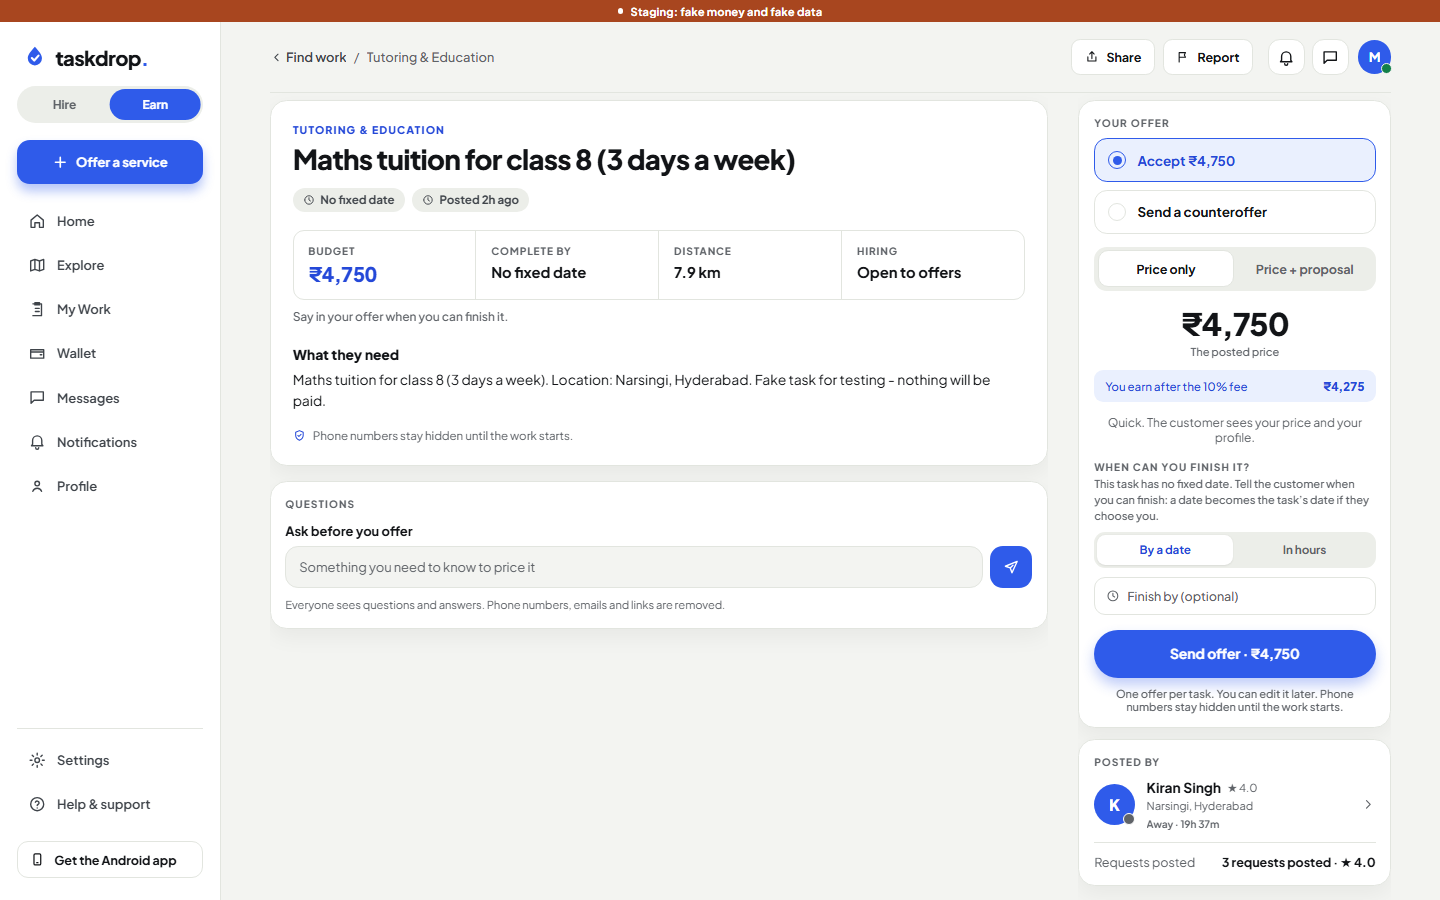 Staging: fake money and fake data
taskdrop.
Hire
Earn
Offer a service
Home
Explore
My Work
Wallet
Messages
Notifications
Profile
Settings
Help & support
Get the Android app
Find work / Tutoring & Education
Share
Report
M
TUTORING & EDUCATION
Maths tuition for class 8 (3 days a week)
No fixed date
Posted 2h ago
BUDGET
₹4,750
COMPLETE BY
No fixed date
DISTANCE
7.9 km
HIRING
Open to offers
Say in your offer when you can finish it.
What they need
Maths tuition for class 8 (3 days a week). Location: Narsingi, Hyderabad. Fake task for testing - nothing will be
paid.
Phone numbers stay hidden until the work starts.
QUESTIONS
Ask before you offer
Something you need to know to price it
Everyone sees questions and answers. Phone numbers, emails and links are removed.
YOUR OFFER
Accept ₹4,750
Send a counteroffer
Price only
Price + proposal
₹4,750
The posted price
You earn after the 10% fee
₹4,275
Quick. The customer sees your price and your
profile.
WHEN CAN YOU FINISH IT?
This task has no fixed date. Tell the customer when
you can finish: a date becomes the task's date if they
choose you.
By a date
In hours
Finish by (optional)
Send offer · ₹4,750
One offer per task. You can edit it later. Phone
numbers stay hidden until the work starts.
POSTED BY
K
Kiran Singh ★ 4.0
Narsingi, Hyderabad
Away · 19h 37m
Requests posted
3 requests posted · ★ 4.0